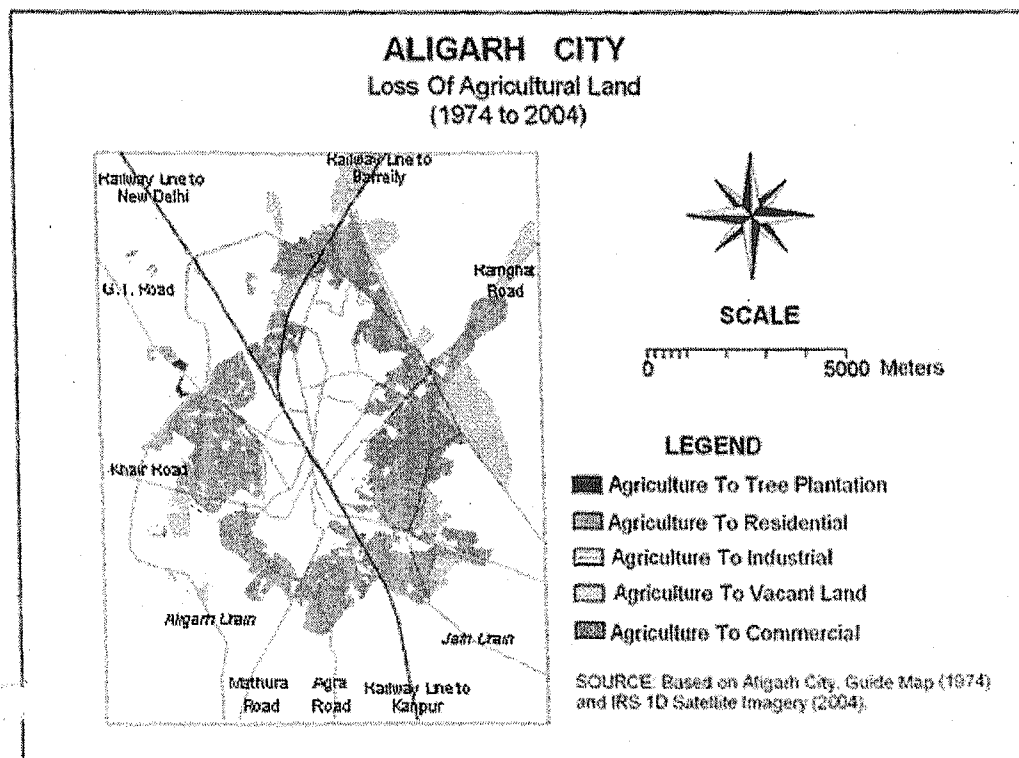 ALIGARH CITY
Loss Of Agricultural Land
(1974 to 2004)
Railway Line to
New Delhi
Railway Line to
Bareilly
G.T. Road
Ramghat
Road
Khair Road
Aligarh Drain
Jafri Drain
Mathura
Road
Agra
Road
Railway Line to
Kanpur
SCALE
0 5000 Meters
LEGEND
Agriculture To Tree Plantation
Agriculture To Residential
Agriculture To Industrial
Agriculture To Vacant Land
Agriculture To Commercial
SOURCE: Based on Aligarh City, Guide Map (1974)
and IRS 1D Satellite Imagery (2004).